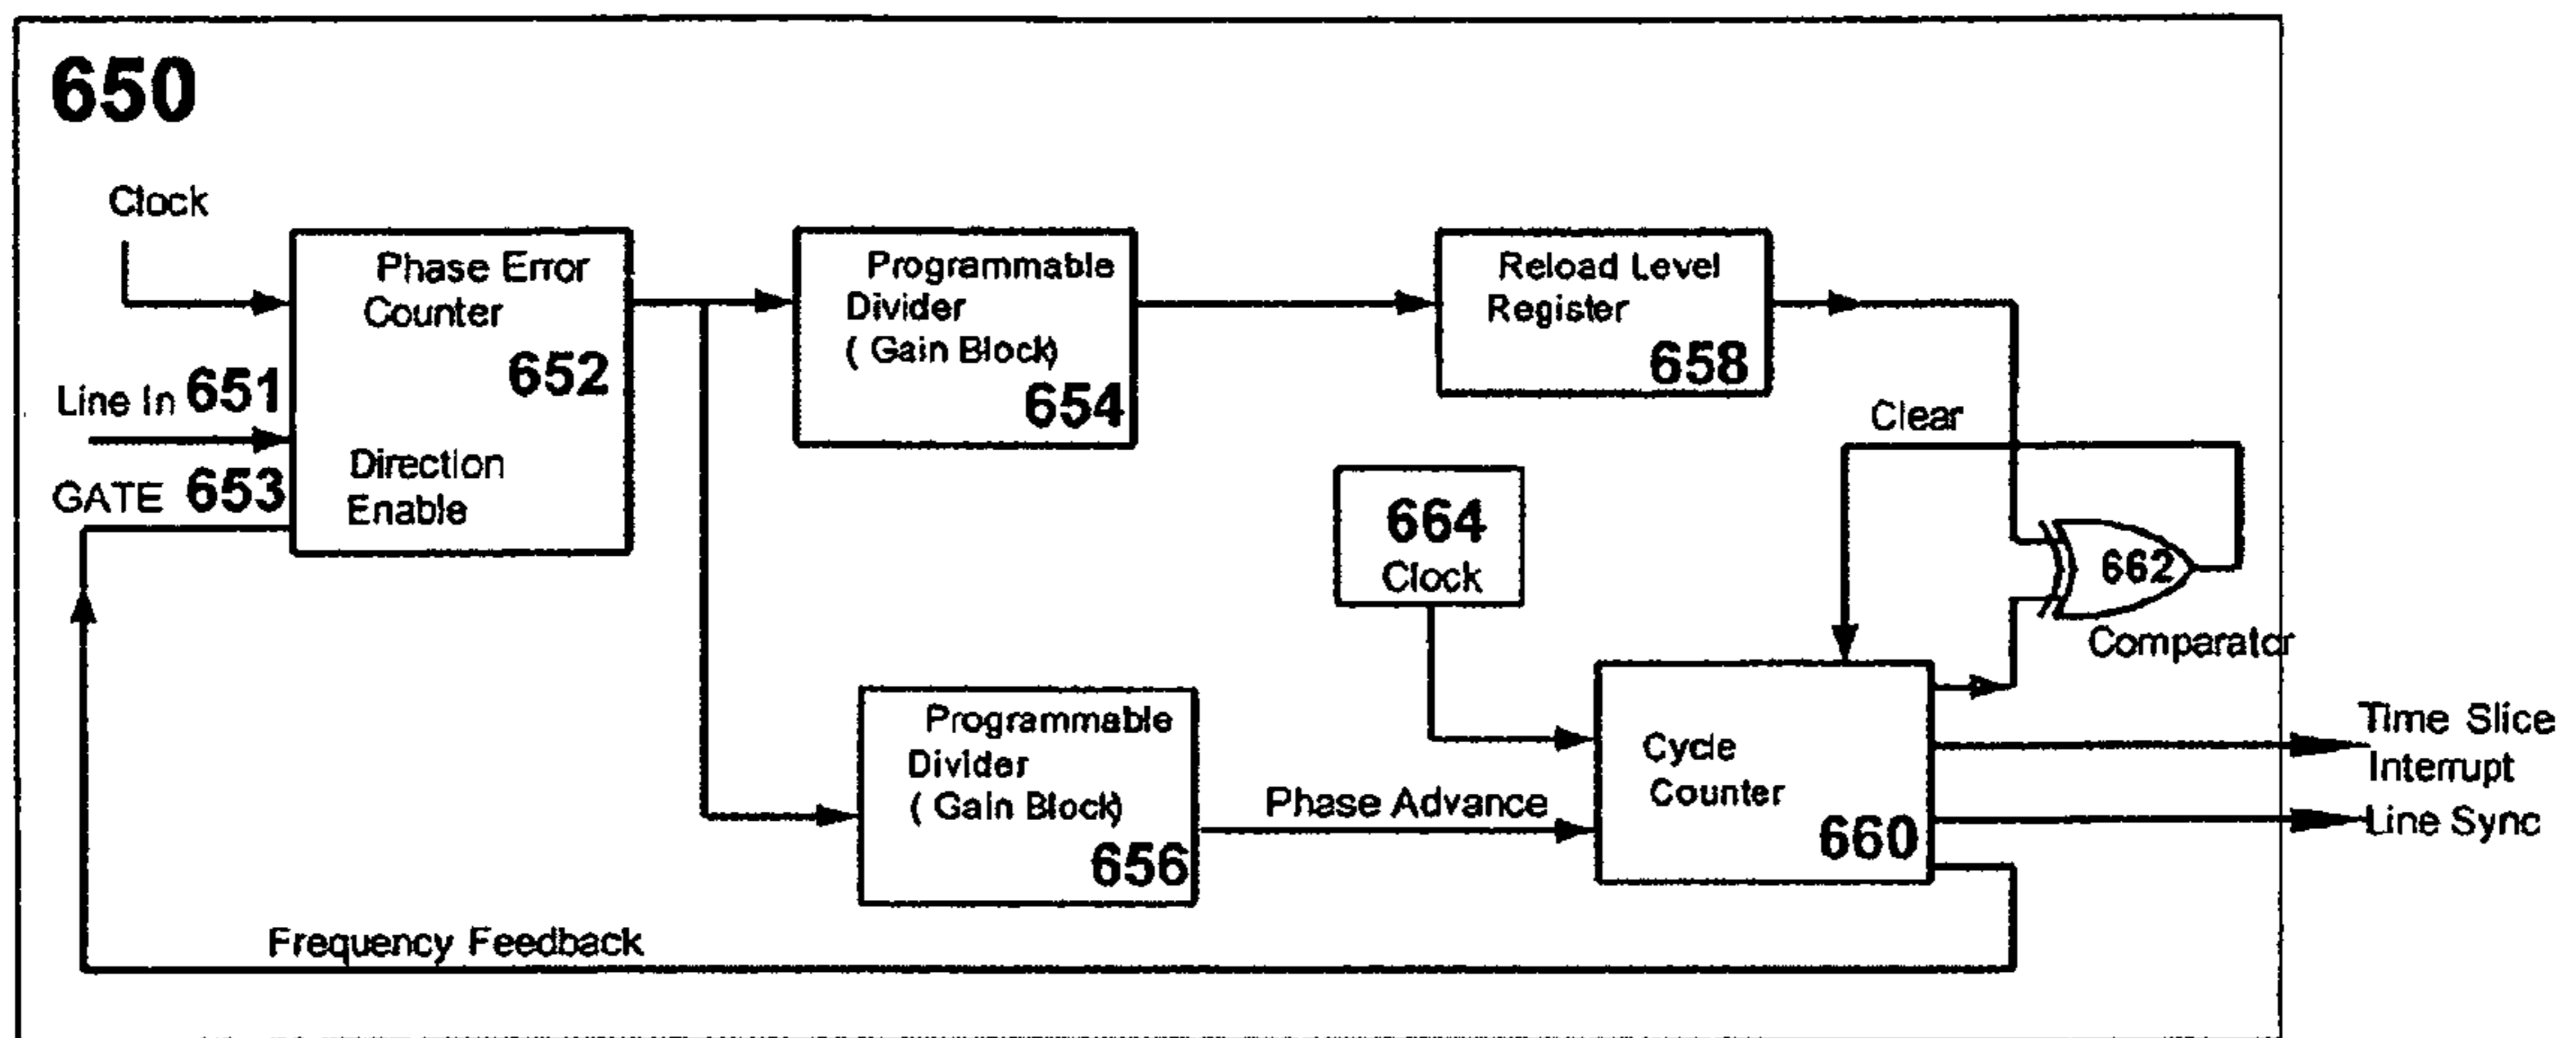 650
Clock
Phase Error
Counter
652
Line In 651
Direction
Enable
GATE 653
Programmable
Divider
( Gain Block)
654
Reload Level
Register
658
Clear
664
Clock
662
Comparator
Programmable
Divider
( Gain Block)
656
Phase Advance
Cycle
Counter
660
Time Slice
Interrupt
Line Sync
Frequency Feedback